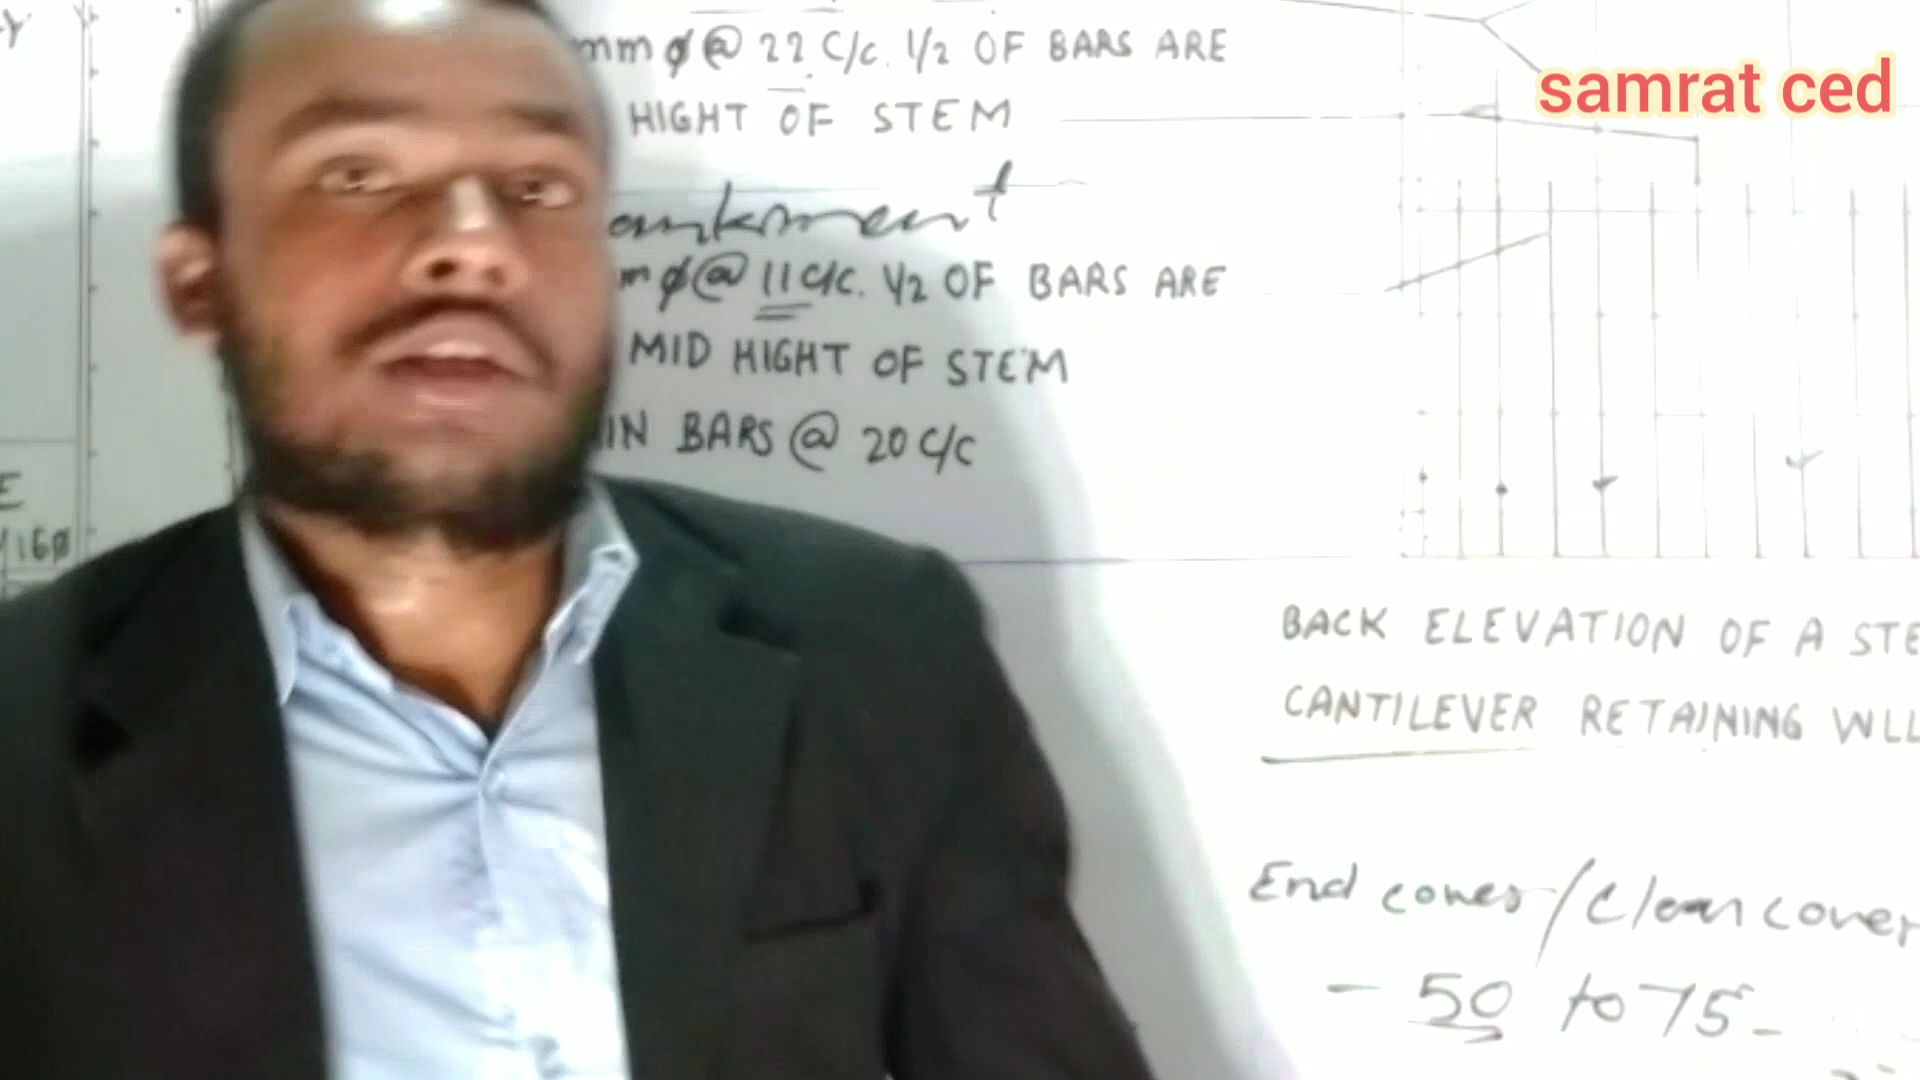 samrat ced
mm ϕ @ 22 C/c. 1/2 OF BARS ARE
HIGHT OF STEM
mϕ@ 11 c/c. 1/2 OF BARS ARE
MID HIGHT OF STEM
IN BARS @ 20 C/C
E
16ϕ
BACK ELEVATION OF A STE
CANTILEVER RETAINING WLL
End cover / Clear cover
- 50 to 75-